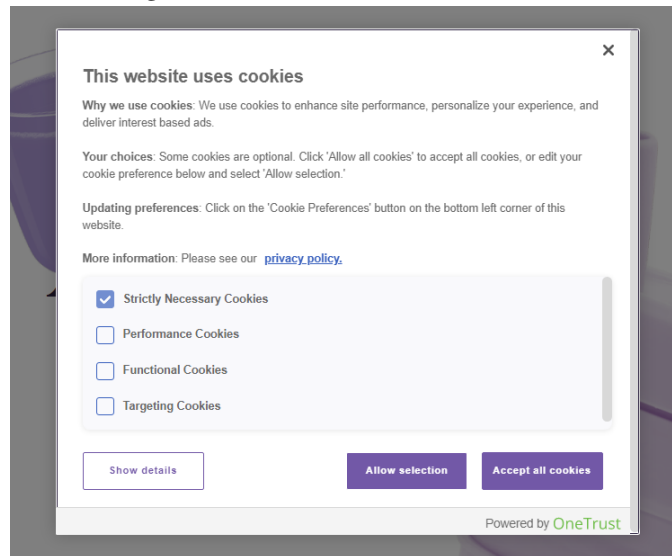 This website uses cookies
Why we use cookies: We use cookies to enhance site performance, personalize your experience, and
deliver interest based ads.
Your choices: Some cookies are optional. Click 'Allow all cookies' to accept all cookies, or edit your
cookie preference below and select 'Allow selection.'
Updating preferences: Click on the 'Cookie Preferences' button on the bottom left corner of this
website.
More information: Please see our privacy policy.
Strictly Necessary Cookies
Performance Cookies
Functional Cookies
Targeting Cookies
Show details
Allow selection
Accept all cookies
Powered by OneTrust